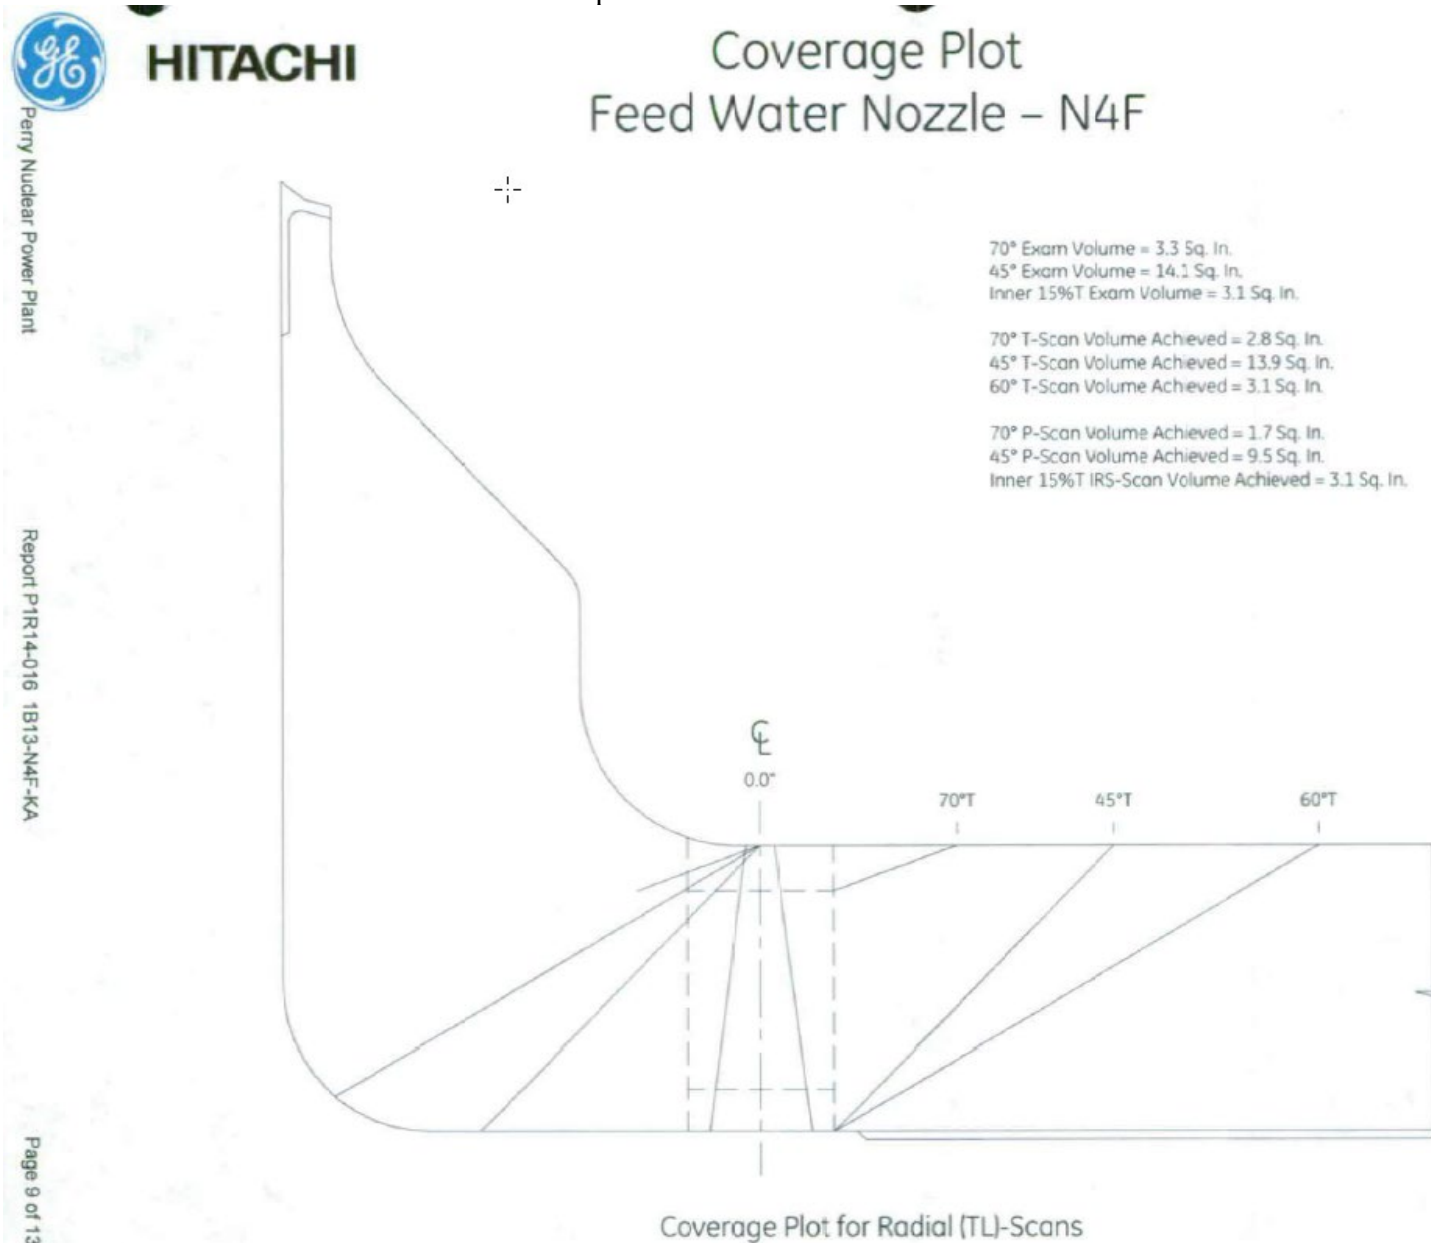 GE
HITACHI
Coverage Plot
Feed Water Nozzle – N4F
Perry Nuclear Power Plant
Report P1R14-016 1B13-N4F-KA
Page 9 of 13
70° Exam Volume = 3.3 Sq. In.
45° Exam Volume = 14.1 Sq. In.
Inner 15%T Exam Volume = 3.1 Sq. In.
70° T-Scan Volume Achieved = 2.8 Sq. In.
45° T-Scan Volume Achieved = 13.9 Sq. In.
60° T-Scan Volume Achieved = 3.1 Sq. In.
70° P-Scan Volume Achieved = 1.7 Sq. In.
45° P-Scan Volume Achieved = 9.5 Sq. In.
Inner 15%T IRS-Scan Volume Achieved = 3.1 Sq. In.
℄
0.0"
70°T 45°T 60°T
Coverage Plot for Radial (TL)-Scans